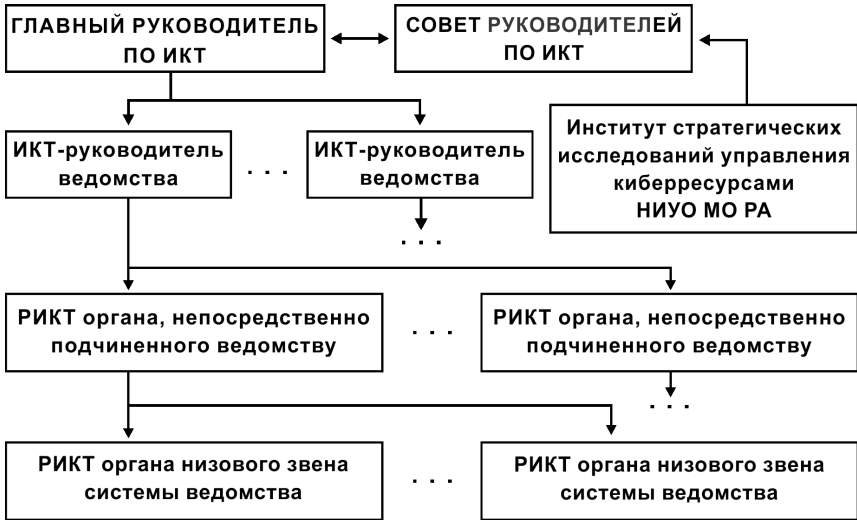 ГЛАВНЫЙ РУКОВОДИТЕЛЬ
ПО ИКТ
СОВЕТ РУКОВОДИТЕЛЕЙ
ПО ИКТ
ИКТ-руководитель
ведомства
. . .
ИКТ-руководитель
ведомства
. . .
Институт стратегических
исследований управления
киберресурсами
НИУО МО РА
РИКТ органа, непосредственно
подчиненного ведомству
. . .
РИКТ органа, непосредственно
подчиненного ведомству
. . .
РИКТ органа низового звена
системы ведомства
. . .
РИКТ органа низового звена
системы ведомства